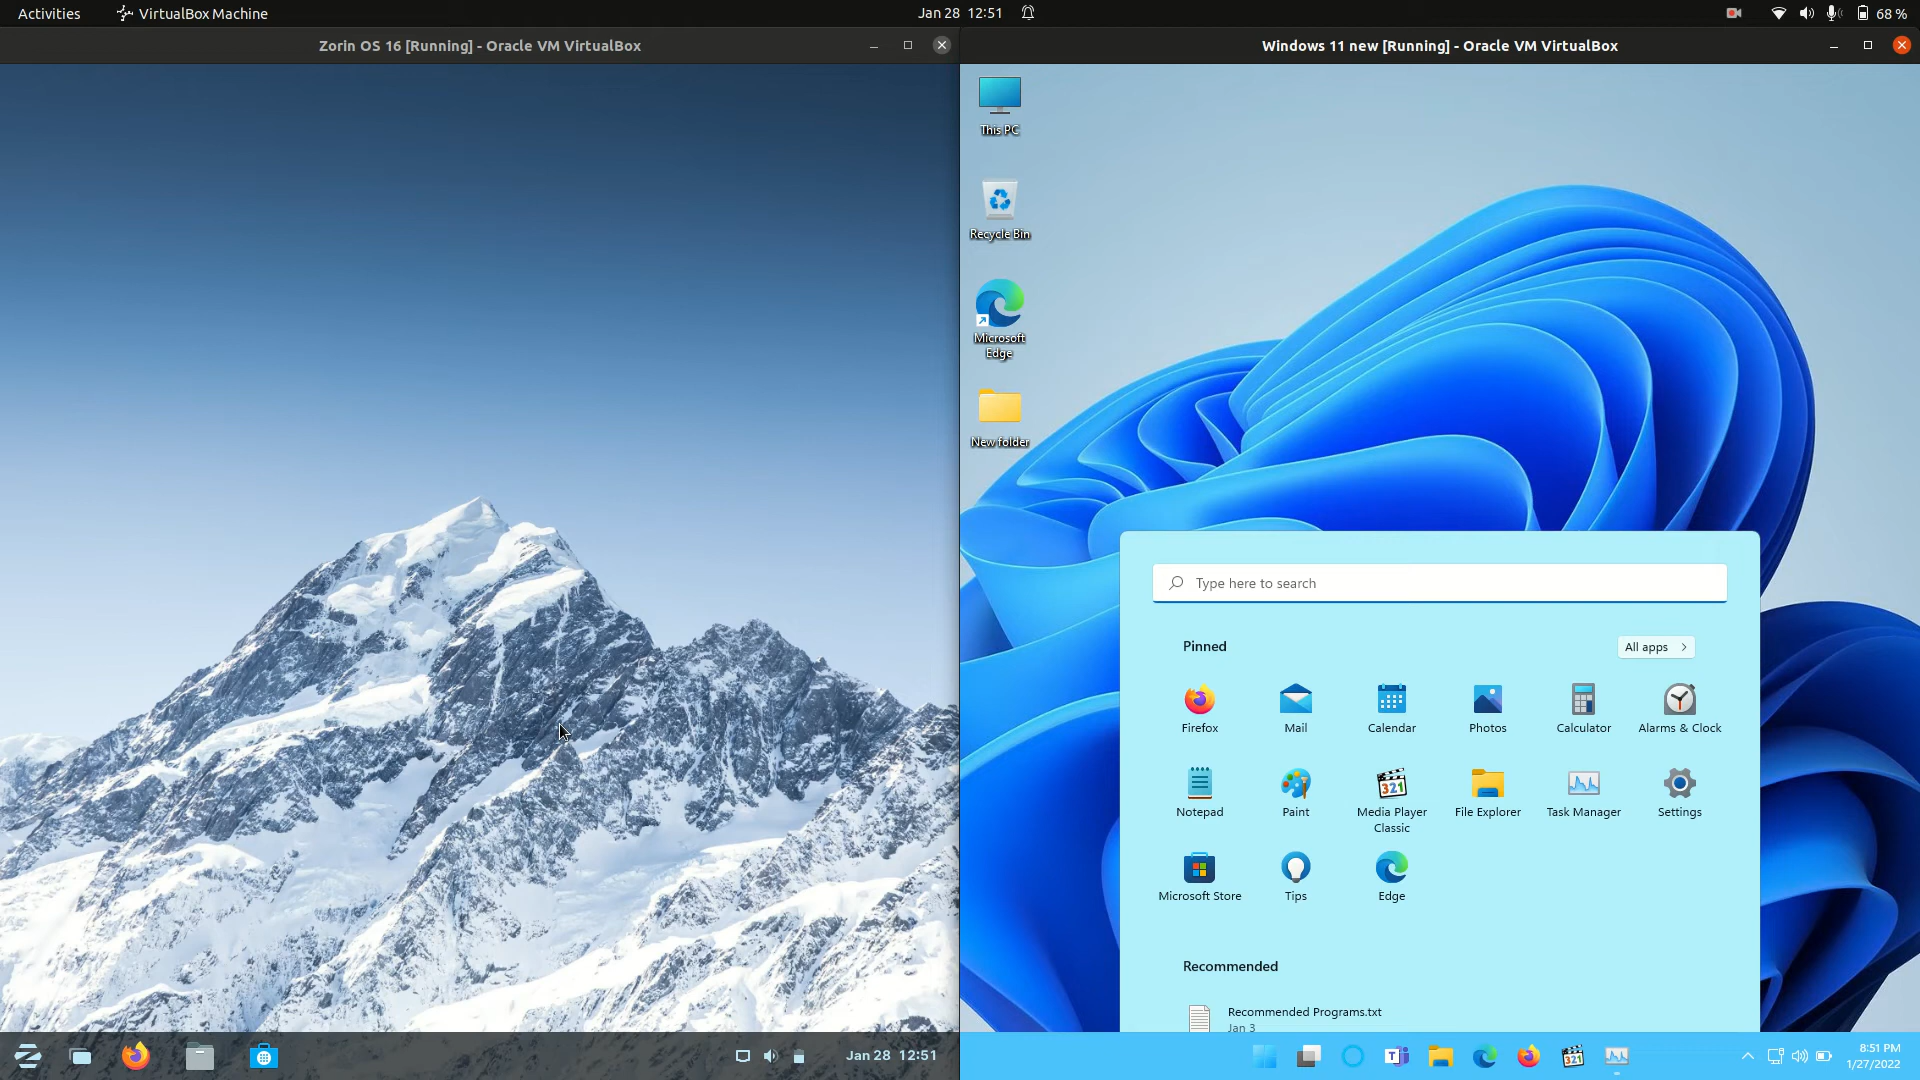 Activities
VirtualBox Machine
Jan 28 12:51
68 %
Zorin OS 16 [Running] - Oracle VM VirtualBox
Windows 11 new [Running] - Oracle VM VirtualBox
This PC
Recycle Bin
Microsoft
Edge
New folder
Type here to search
Pinned
All apps
Firefox
Mail
Calendar
Photos
Calculator
Alarms & Clock
Notepad
Paint
Media Player
Classic
File Explorer
Task Manager
Settings
Microsoft Store
Tips
Edge
Recommended
Recommended Programs.txt
Jan 3
Jan 28 12:51
8:51 PM
1/27/2022